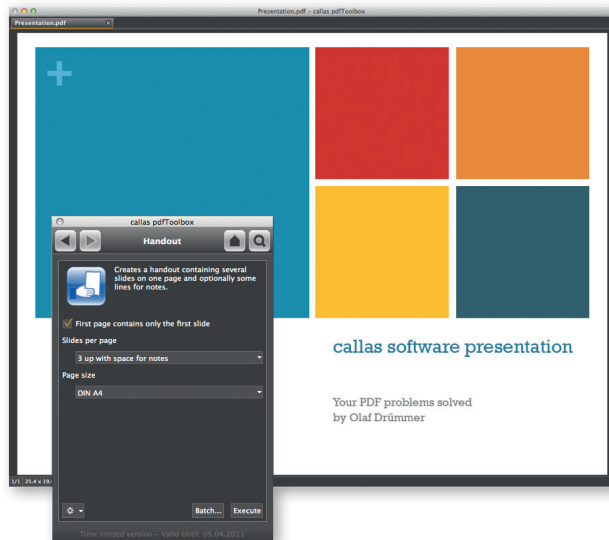 Presentation.pdf – callas pdfToolbox
Presentation.pdf
callas pdfToolbox
Handout
Creates a handout containing several
slides on one page and optionally some
lines for notes.
First page contains only the first slide
Slides per page
3 up with space for notes
Page size
DIN A4
callas software presentation
Your PDF problems solved
by Olaf Drümmer
1/1 25.4 x 19.
Batch... Execute
Time limited version – Valid Until: 05.04.2011